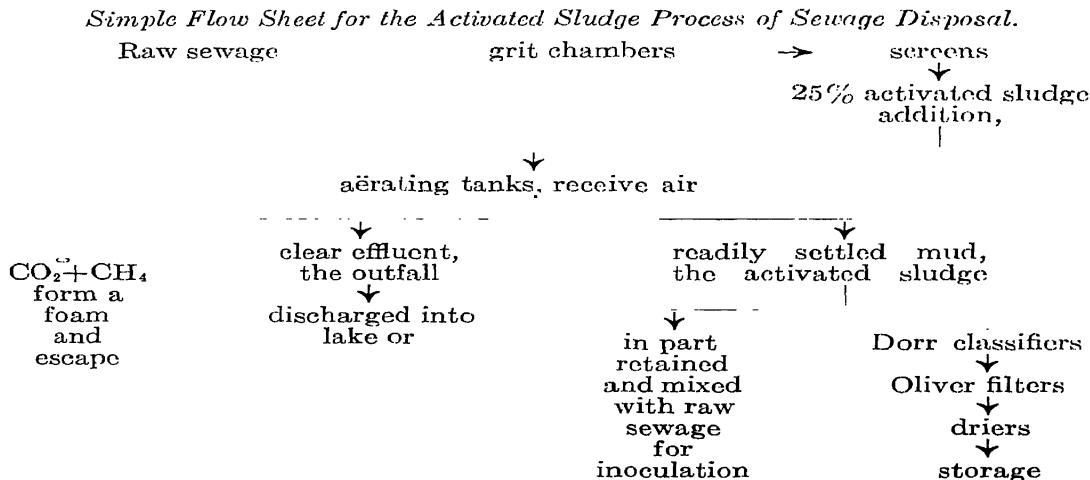 Simple Flow Sheet for the Activated Sludge Process of Sewage Disposal.
Raw sewage grit chambers → screens
25% activated sludge
addition,
aërating tanks, receive air
CO₂+CH₄
form a
foam
and
escape
clear effluent,
the outfall
discharged into
lake or
readily settled mud,
the activated sludge
in part
retained
and mixed
with raw
sewage
for
inoculation
Dorr classifiers
Oliver filters
driers
storage